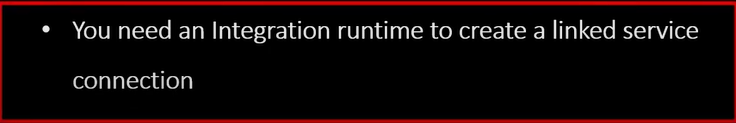 • You need an Integration runtime to create a linked service
connection